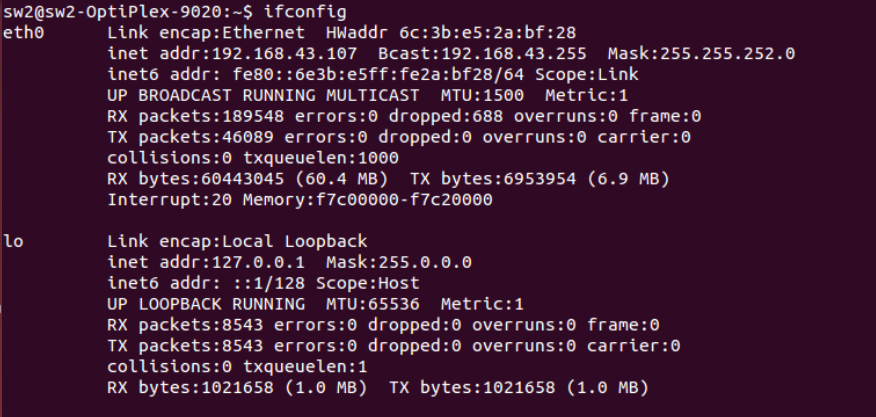 sw2@sw2-OptiPlex-9020:~$ ifconfig
eth0      Link encap:Ethernet  HWaddr 6c:3b:e5:2a:bf:28
          inet addr:192.168.43.107  Bcast:192.168.43.255  Mask:255.255.252.0
          inet6 addr: fe80::6e3b:e5ff:fe2a:bf28/64 Scope:Link
          UP BROADCAST RUNNING MULTICAST  MTU:1500  Metric:1
          RX packets:189548 errors:0 dropped:688 overruns:0 frame:0
          TX packets:46089 errors:0 dropped:0 overruns:0 carrier:0
          collisions:0 txqueuelen:1000
          RX bytes:60443045 (60.4 MB)  TX bytes:6953954 (6.9 MB)
          Interrupt:20 Memory:f7c00000-f7c20000

lo        Link encap:Local Loopback
          inet addr:127.0.0.1  Mask:255.0.0.0
          inet6 addr: ::1/128 Scope:Host
          UP LOOPBACK RUNNING  MTU:65536  Metric:1
          RX packets:8543 errors:0 dropped:0 overruns:0 frame:0
          TX packets:8543 errors:0 dropped:0 overruns:0 carrier:0
          collisions:0 txqueuelen:1
          RX bytes:1021658 (1.0 MB)  TX bytes:1021658 (1.0 MB)